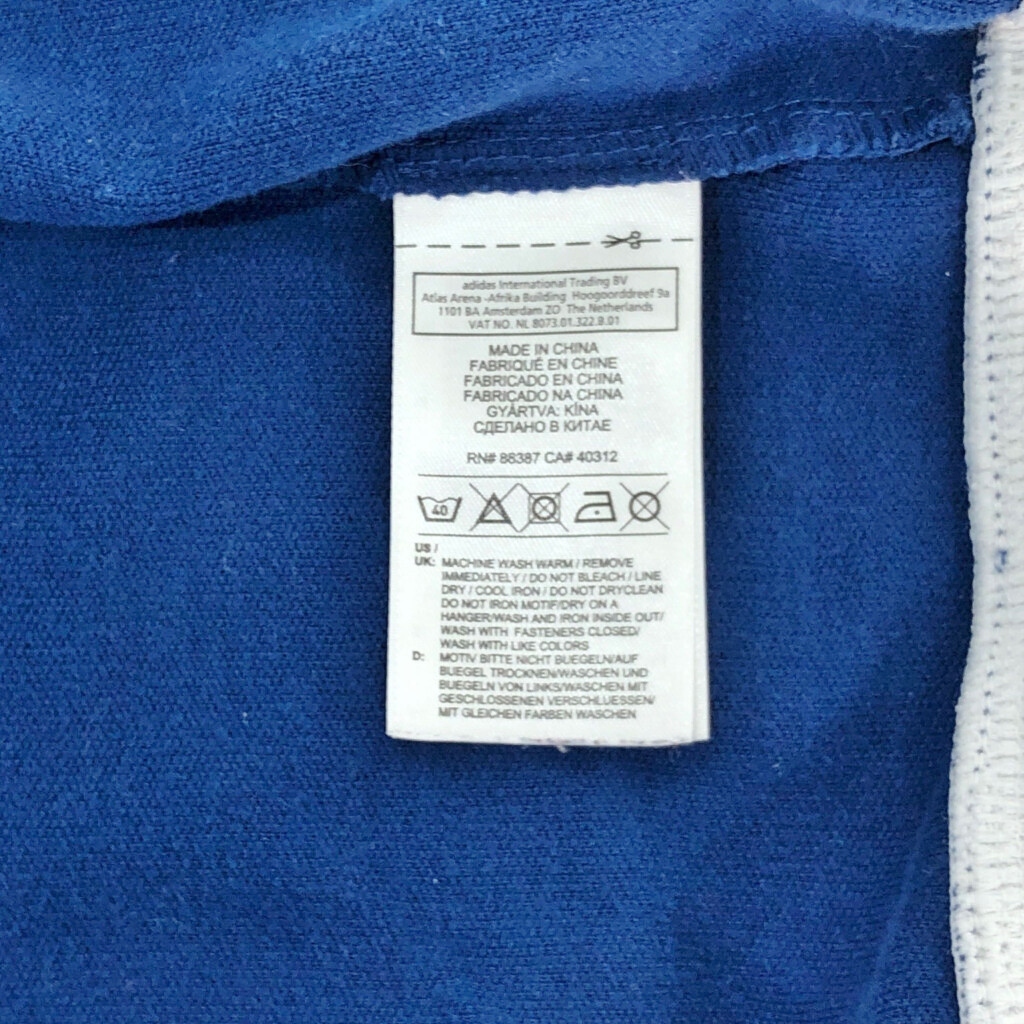 adidas International Trading BV
Atlas Arena -Afrika Building Hoogoorddreef 9a
1101 BA Amsterdam ZO The Netherlands
VAT NO. NL 8073.01.322.B.01
MADE IN CHINA
FABRIQUÉ EN CHINE
FABRICADO EN CHINA
FABRICADO NA CHINA
GYÁRTVA: KÍNA
СДЕЛАНО В КИТАЕ
RN# 88387 CA# 40312
40
US /
UK: MACHINE WASH WARM / REMOVE
IMMEDIATELY / DO NOT BLEACH / LINE
DRY / COOL IRON / DO NOT DRYCLEAN
DO NOT IRON MOTIF/DRY ON A
HANGER/WASH AND IRON INSIDE OUT/
WASH WITH FASTENERS CLOSED/
WASH WITH LIKE COLORS
D: MOTIV BITTE NICHT BUEGELN/AUF
BUEGEL TROCKNEN/WASCHEN UND
BUEGELN VON LINKS/WASCHEN MIT
GESCHLOSSENEN VERSCHLUESSEN/
MIT GLEICHEN FARBEN WASCHEN